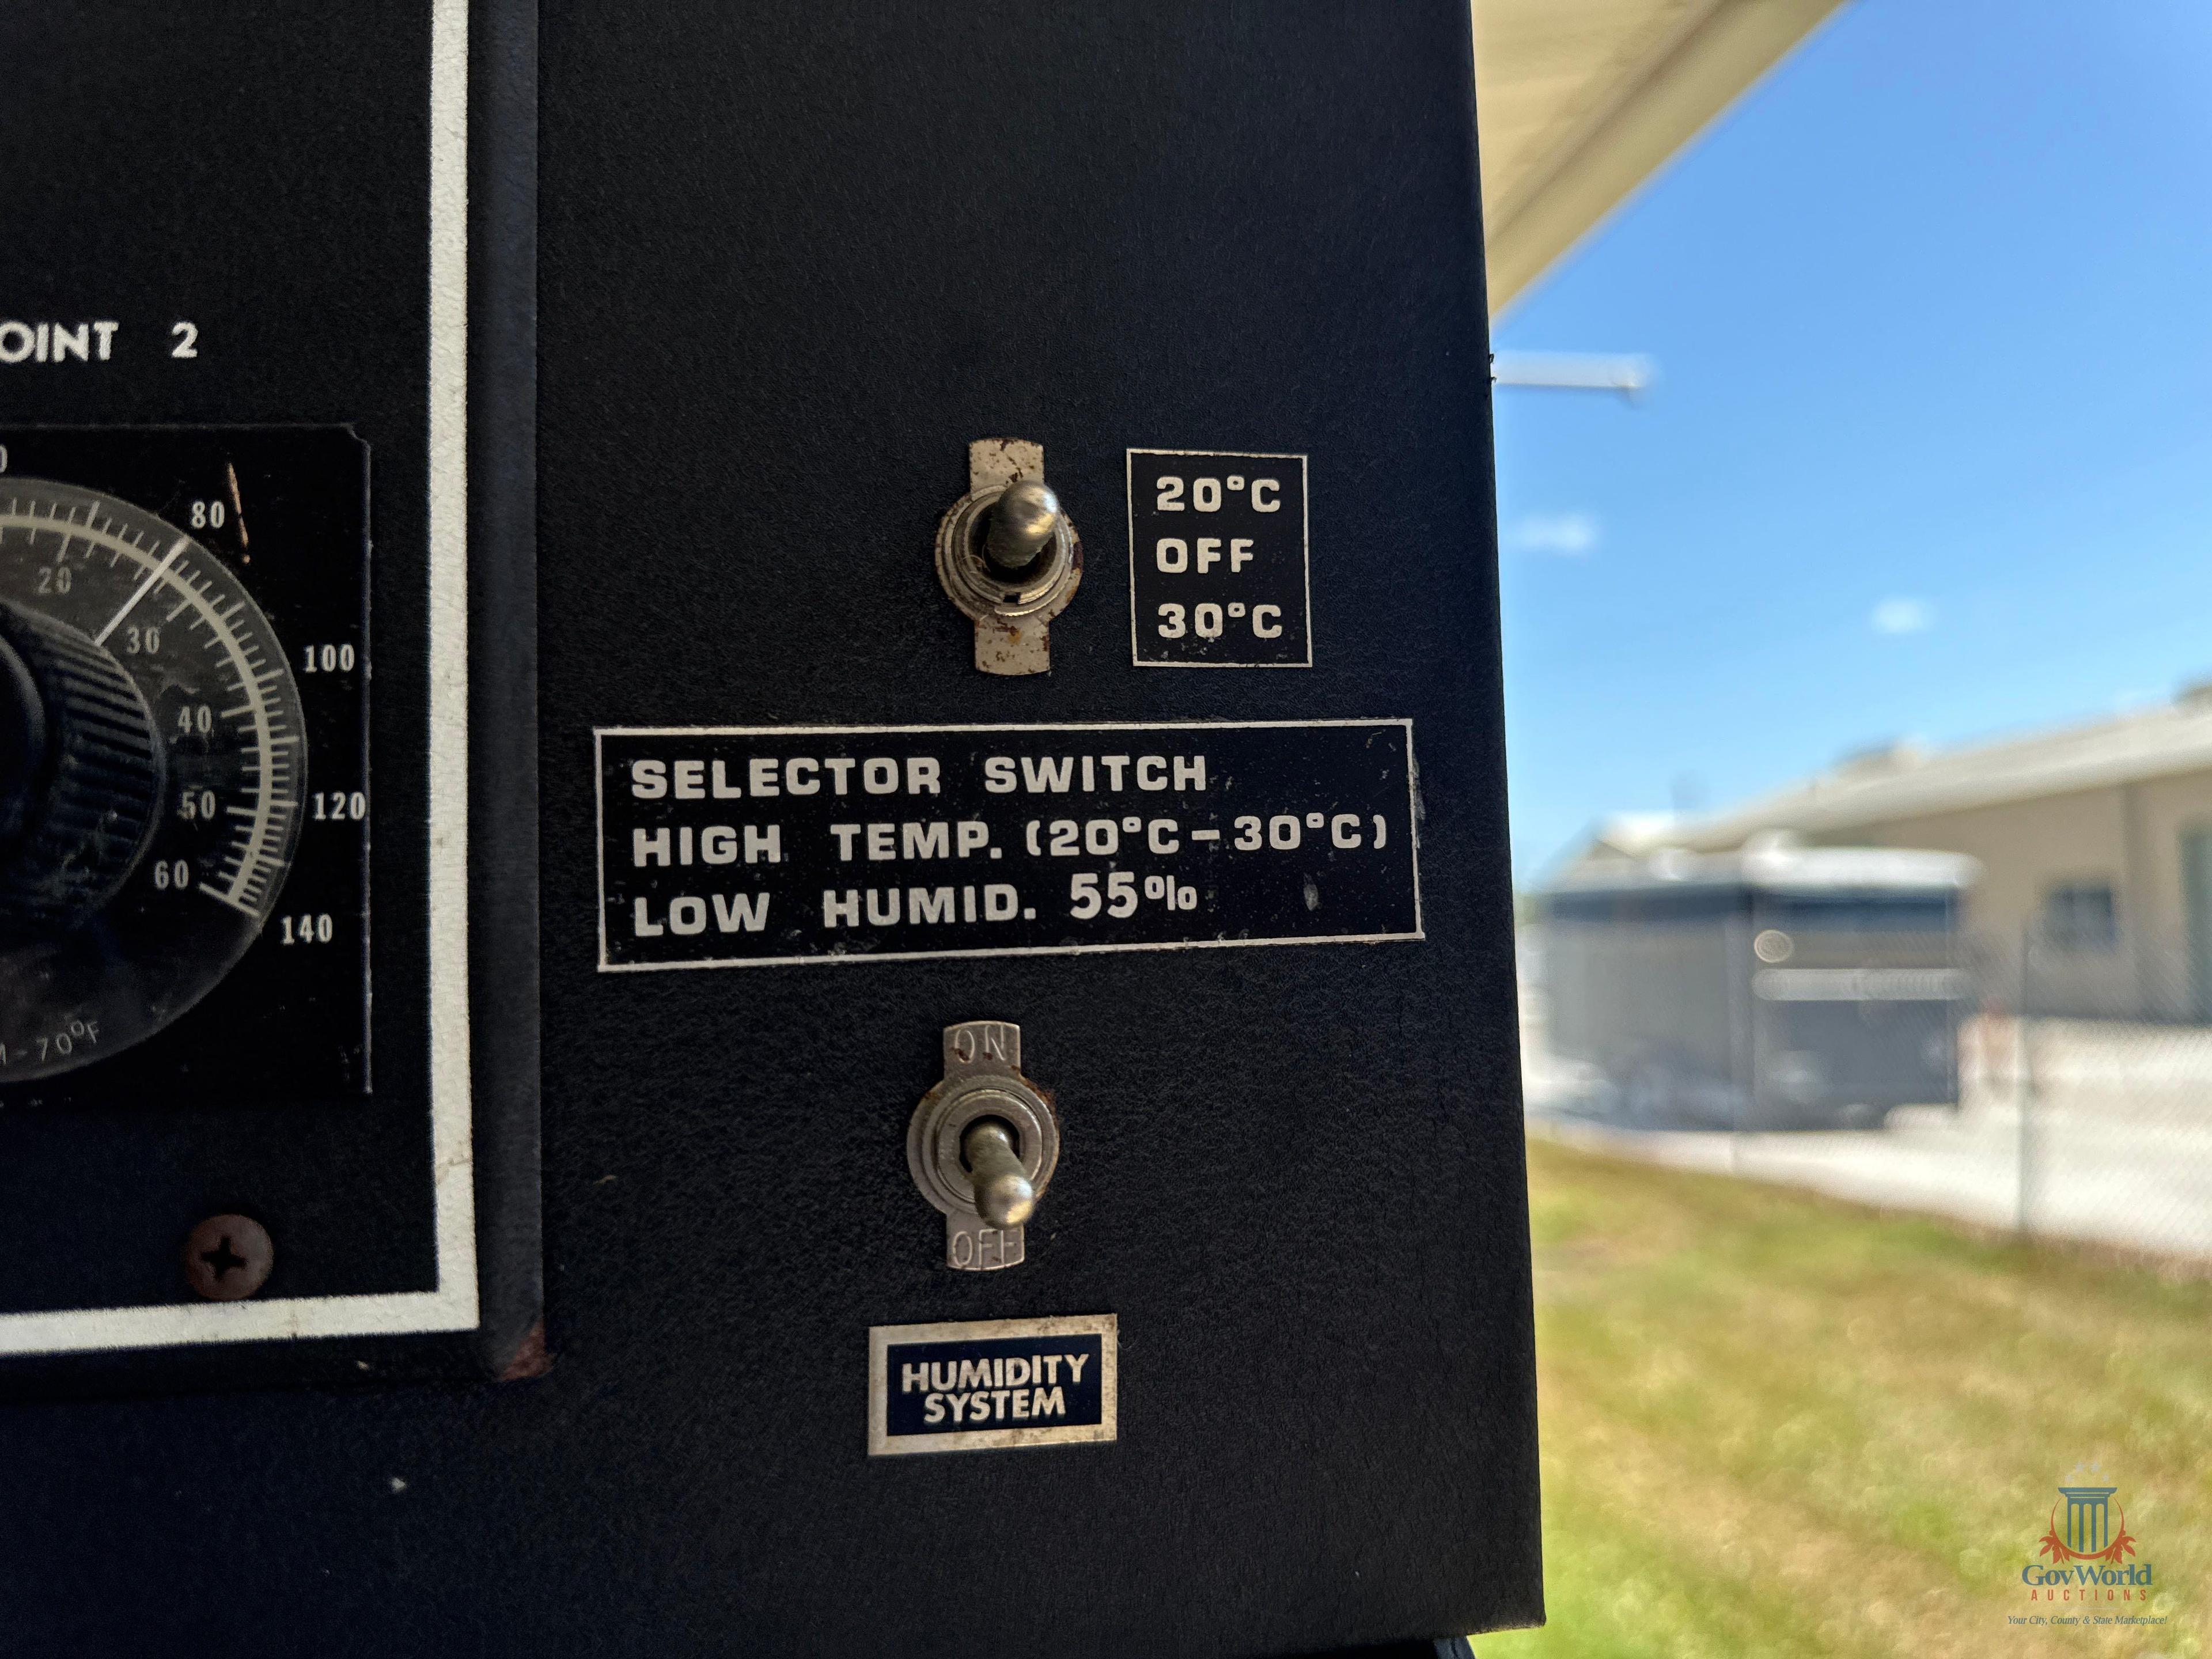 OINT 2
80
100
120
140
20
30
40
50
60
-70°F
20°C
OFF
30°C
SELECTOR SWITCH
HIGH TEMP. (20°C-30°C)
LOW HUMID. 55%
ON
OFF
HUMIDITY
SYSTEM
GovWorld
AUCTIONS
Your City, County & State Marketplace!